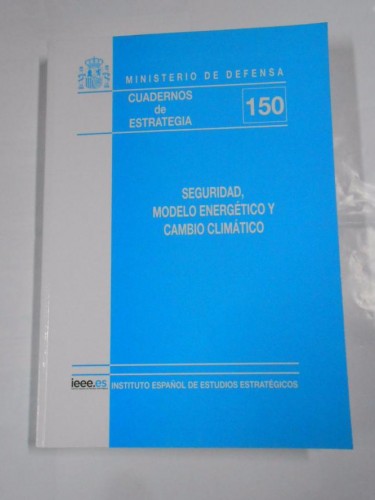 MINISTERIO DE DEFENSA
CUADERNOS
de
ESTRATEGIA
150
SEGURIDAD,
MODELO ENERGÉTICO Y
CAMBIO CLIMÁTICO
ieee.es
INSTITUTO ESPAÑOL DE ESTUDIOS ESTRATÉGICOS